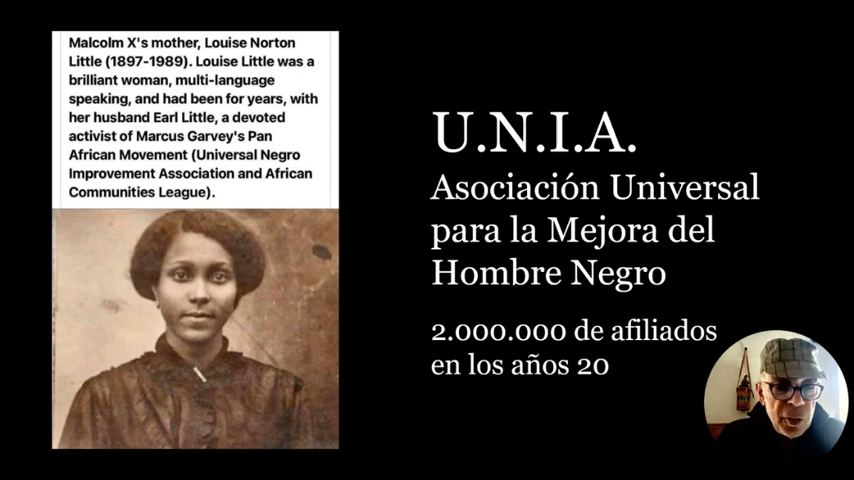 Malcolm X's mother, Louise Norton
Little (1897-1989). Louise Little was a
brilliant woman, multi-language
speaking, and had been for years, with
her husband Earl Little, a devoted
activist of Marcus Garvey's Pan
African Movement (Universal Negro
Improvement Association and African
Communities League).
U.N.I.A.
Asociación Universal
para la Mejora del
Hombre Negro
2.000.000 de afiliados
en los años 20